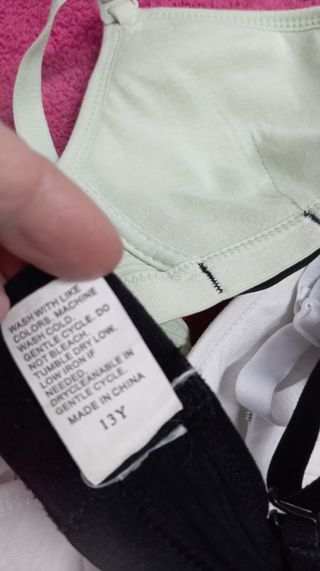 WASH WITH LIKE
COLORS. MACHINE
WASH COLD.
GENTLE CYCLE. DO
NOT BLEACH.
TUMBLE DRY LOW.
LOW IRON IF
NEEDED.
DRYCLEANABLE IN
GENTLE CYCLE.
MADE IN CHINA
13Y